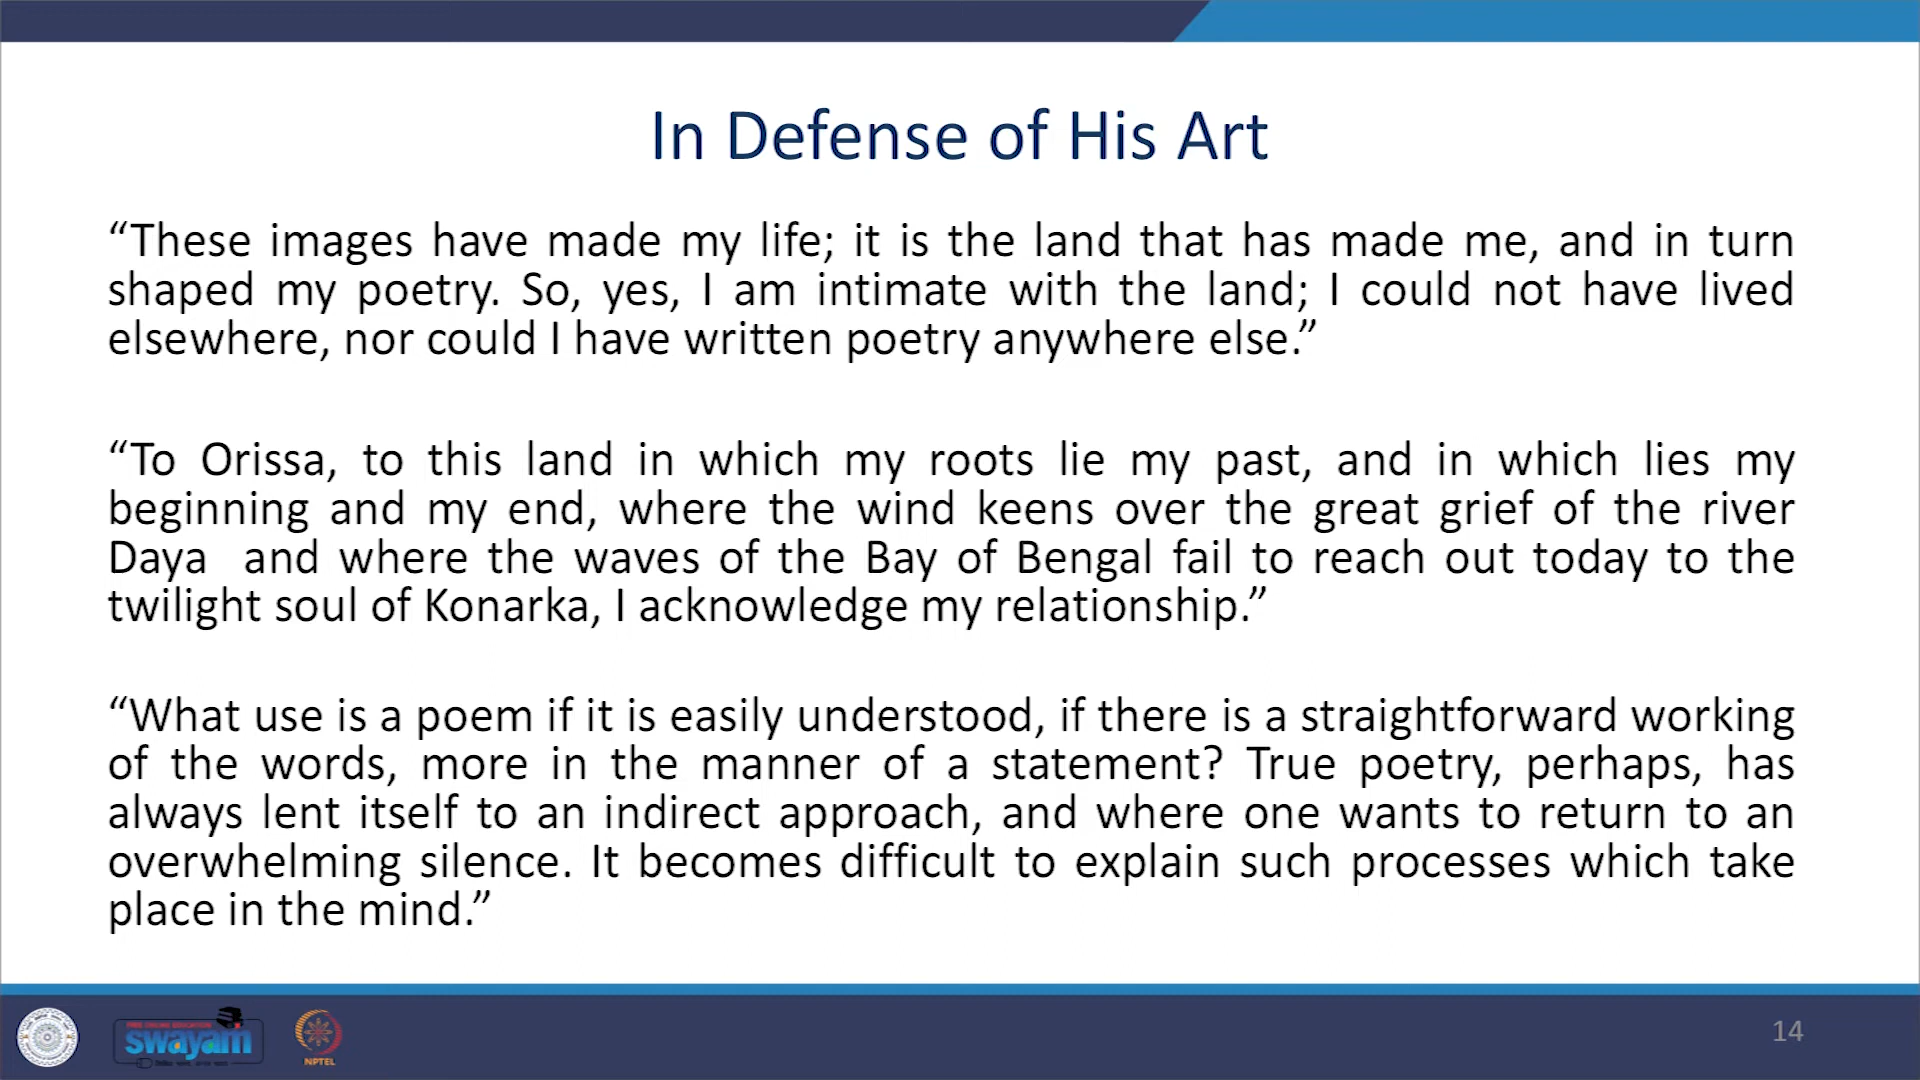 In Defense of His Art
“These images have made my life; it is the land that has made me, and in turn
shaped my poetry. So, yes, I am intimate with the land; I could not have lived
elsewhere, nor could I have written poetry anywhere else.”
“To Orissa, to this land in which my roots lie my past, and in which lies my
beginning and my end, where the wind keens over the great grief of the river
Daya and where the waves of the Bay of Bengal fail to reach out today to the
twilight soul of Konarka, I acknowledge my relationship.”
“What use is a poem if it is easily understood, if there is a straightforward working
of the words, more in the manner of a statement? True poetry, perhaps, has
always lent itself to an indirect approach, and where one wants to return to an
overwhelming silence. It becomes difficult to explain such processes which take
place in the mind.”
FREE ONLINE EDUCATION
swayam
NPTEL
14